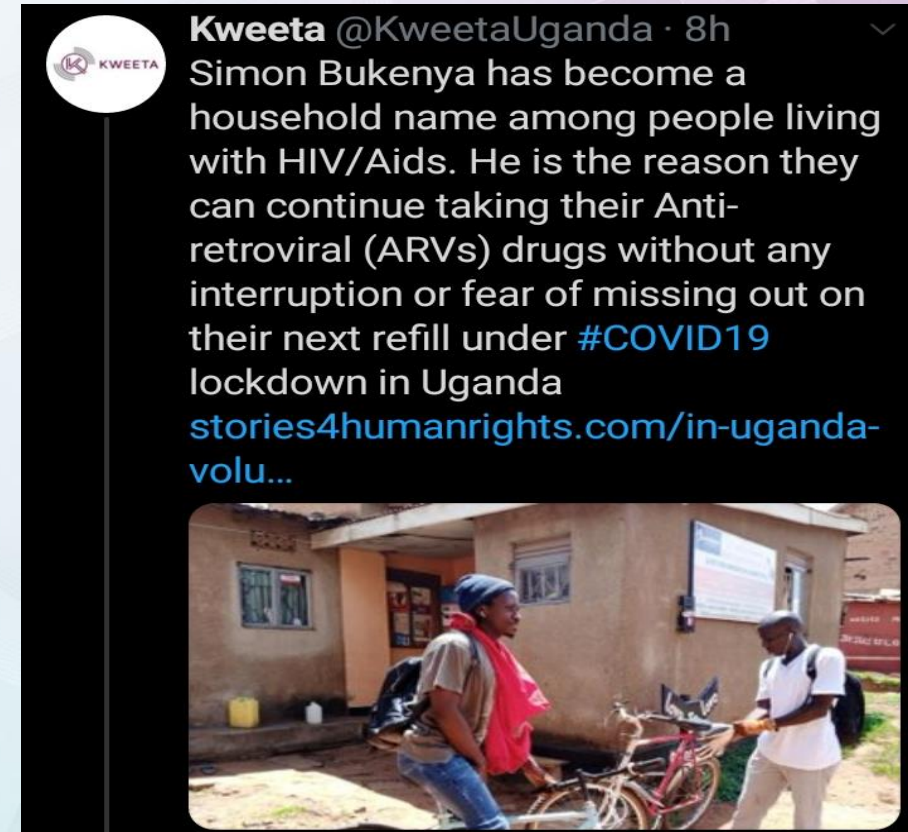 Kweeta @KweetaUganda · 8h
KWEETA
Simon Bukenya has become a
household name among people living
with HIV/Aids. He is the reason they
can continue taking their Anti-
retroviral (ARVs) drugs without any
interruption or fear of missing out on
their next refill under #COVID19
lockdown in Uganda
stories4humanrights.com/in-uganda-
volu...